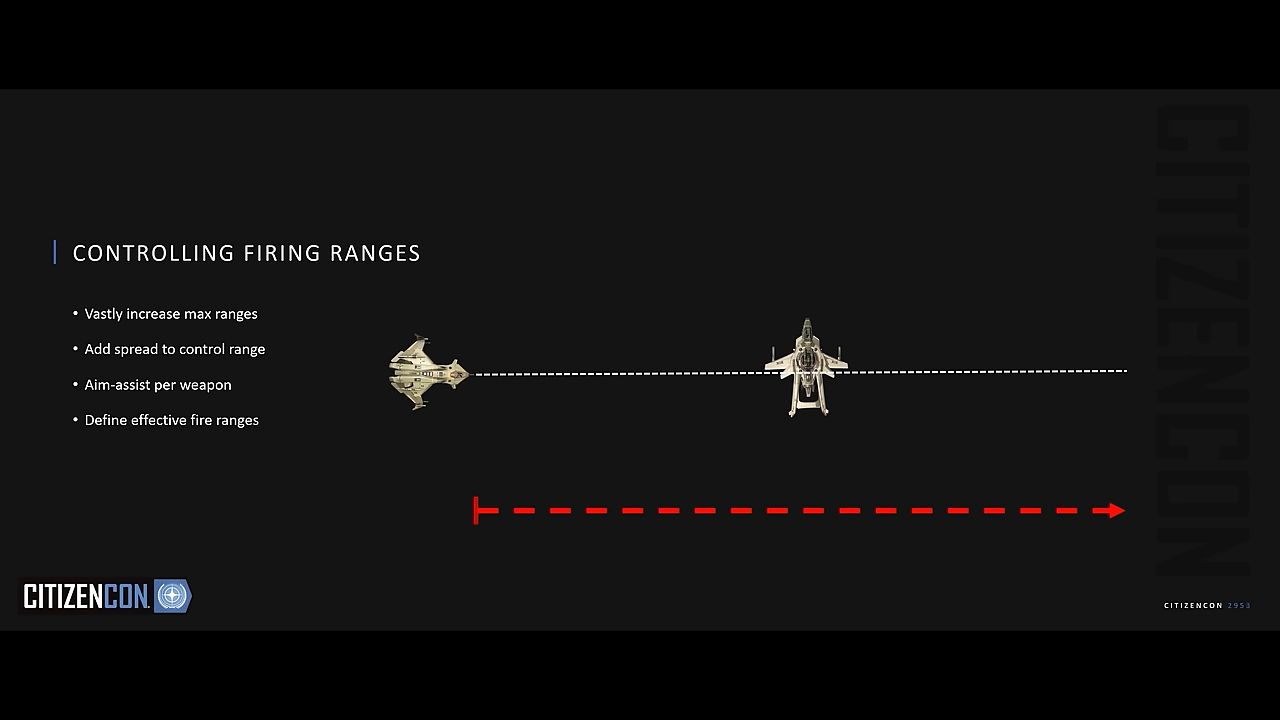 CITIZENCON
CONTROLLING FIRING RANGES
• Vastly increase max ranges
• Add spread to control range
• Aim-assist per weapon
• Define effective fire ranges
CITIZENCON.
CITIZENCON 2953